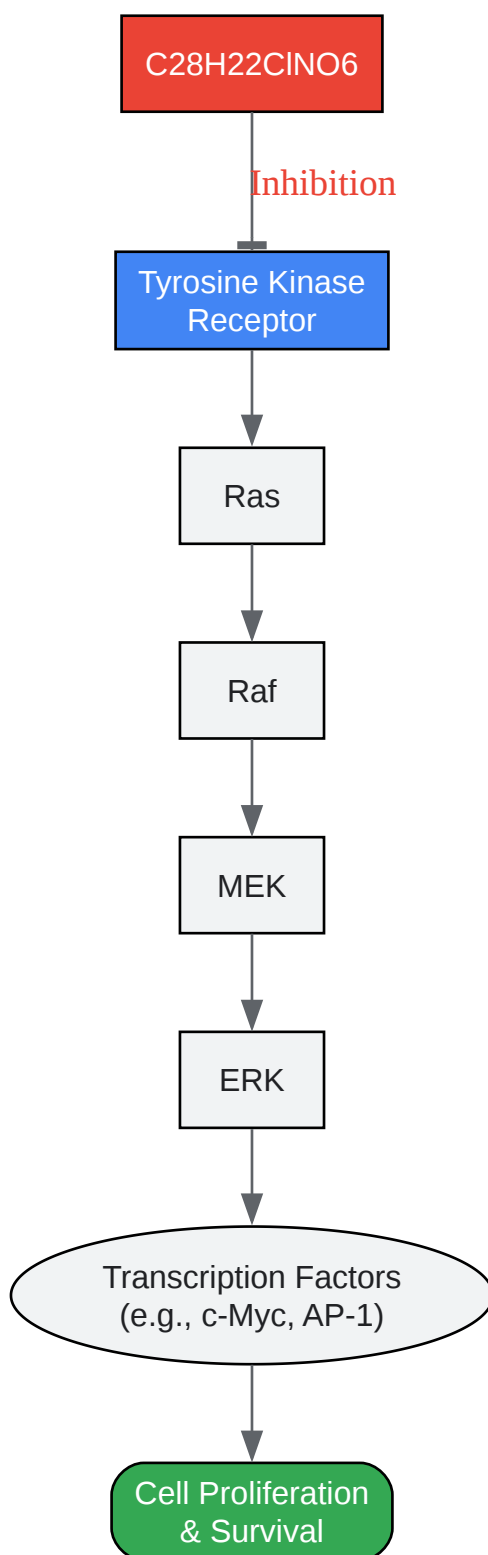 C28H22ClNO6
Inhibition
Tyrosine Kinase
Receptor
Ras
Raf
MEK
ERK
Transcription Factors
(e.g., c-Myc, AP-1)
Cell Proliferation
& Survival